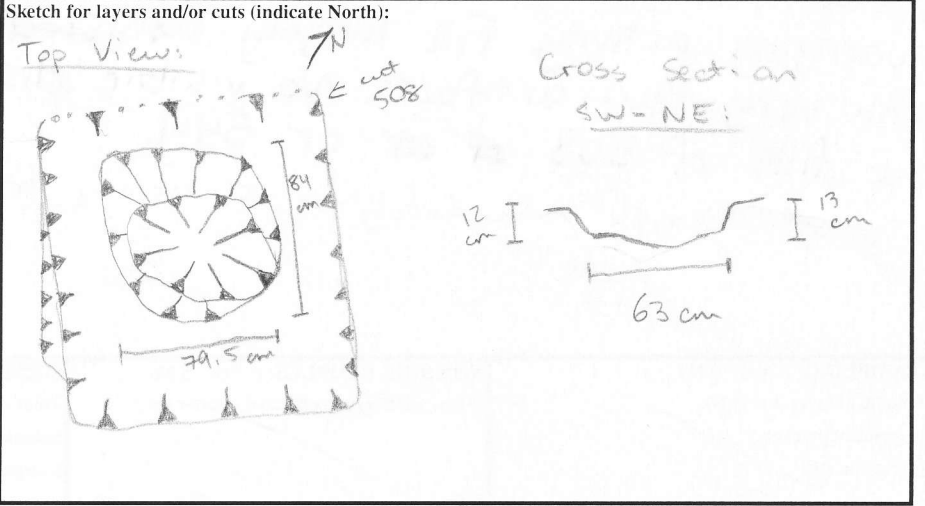 Sketch for layers and/or cuts (indicate North):
Top View:
N
cut
508
84
cm
79.5 cm
Cross Section
SW-NE:
12
cm
13
cm
63 cm